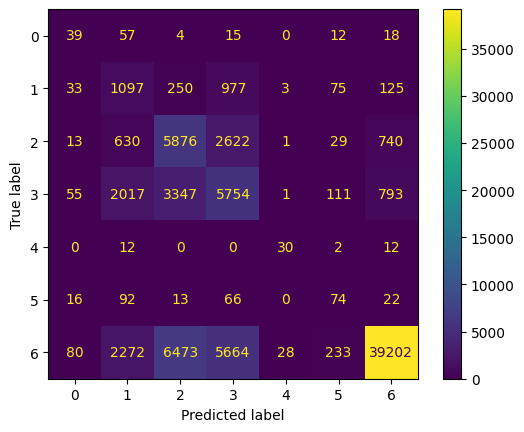 0 39 57 4 15 0 12 18
1 33 1097 250 977 3 75 125
2 13 630 5876 2622 1 29 740
3 55 2017 3347 5754 1 111 793
4 0 12 0 0 30 2 12
5 16 92 13 66 0 74 22
6 80 2272 6473 5664 28 233 39202
0 1 2 3 4 5 6
Predicted label
True label
35000
30000
25000
20000
15000
10000
5000
0